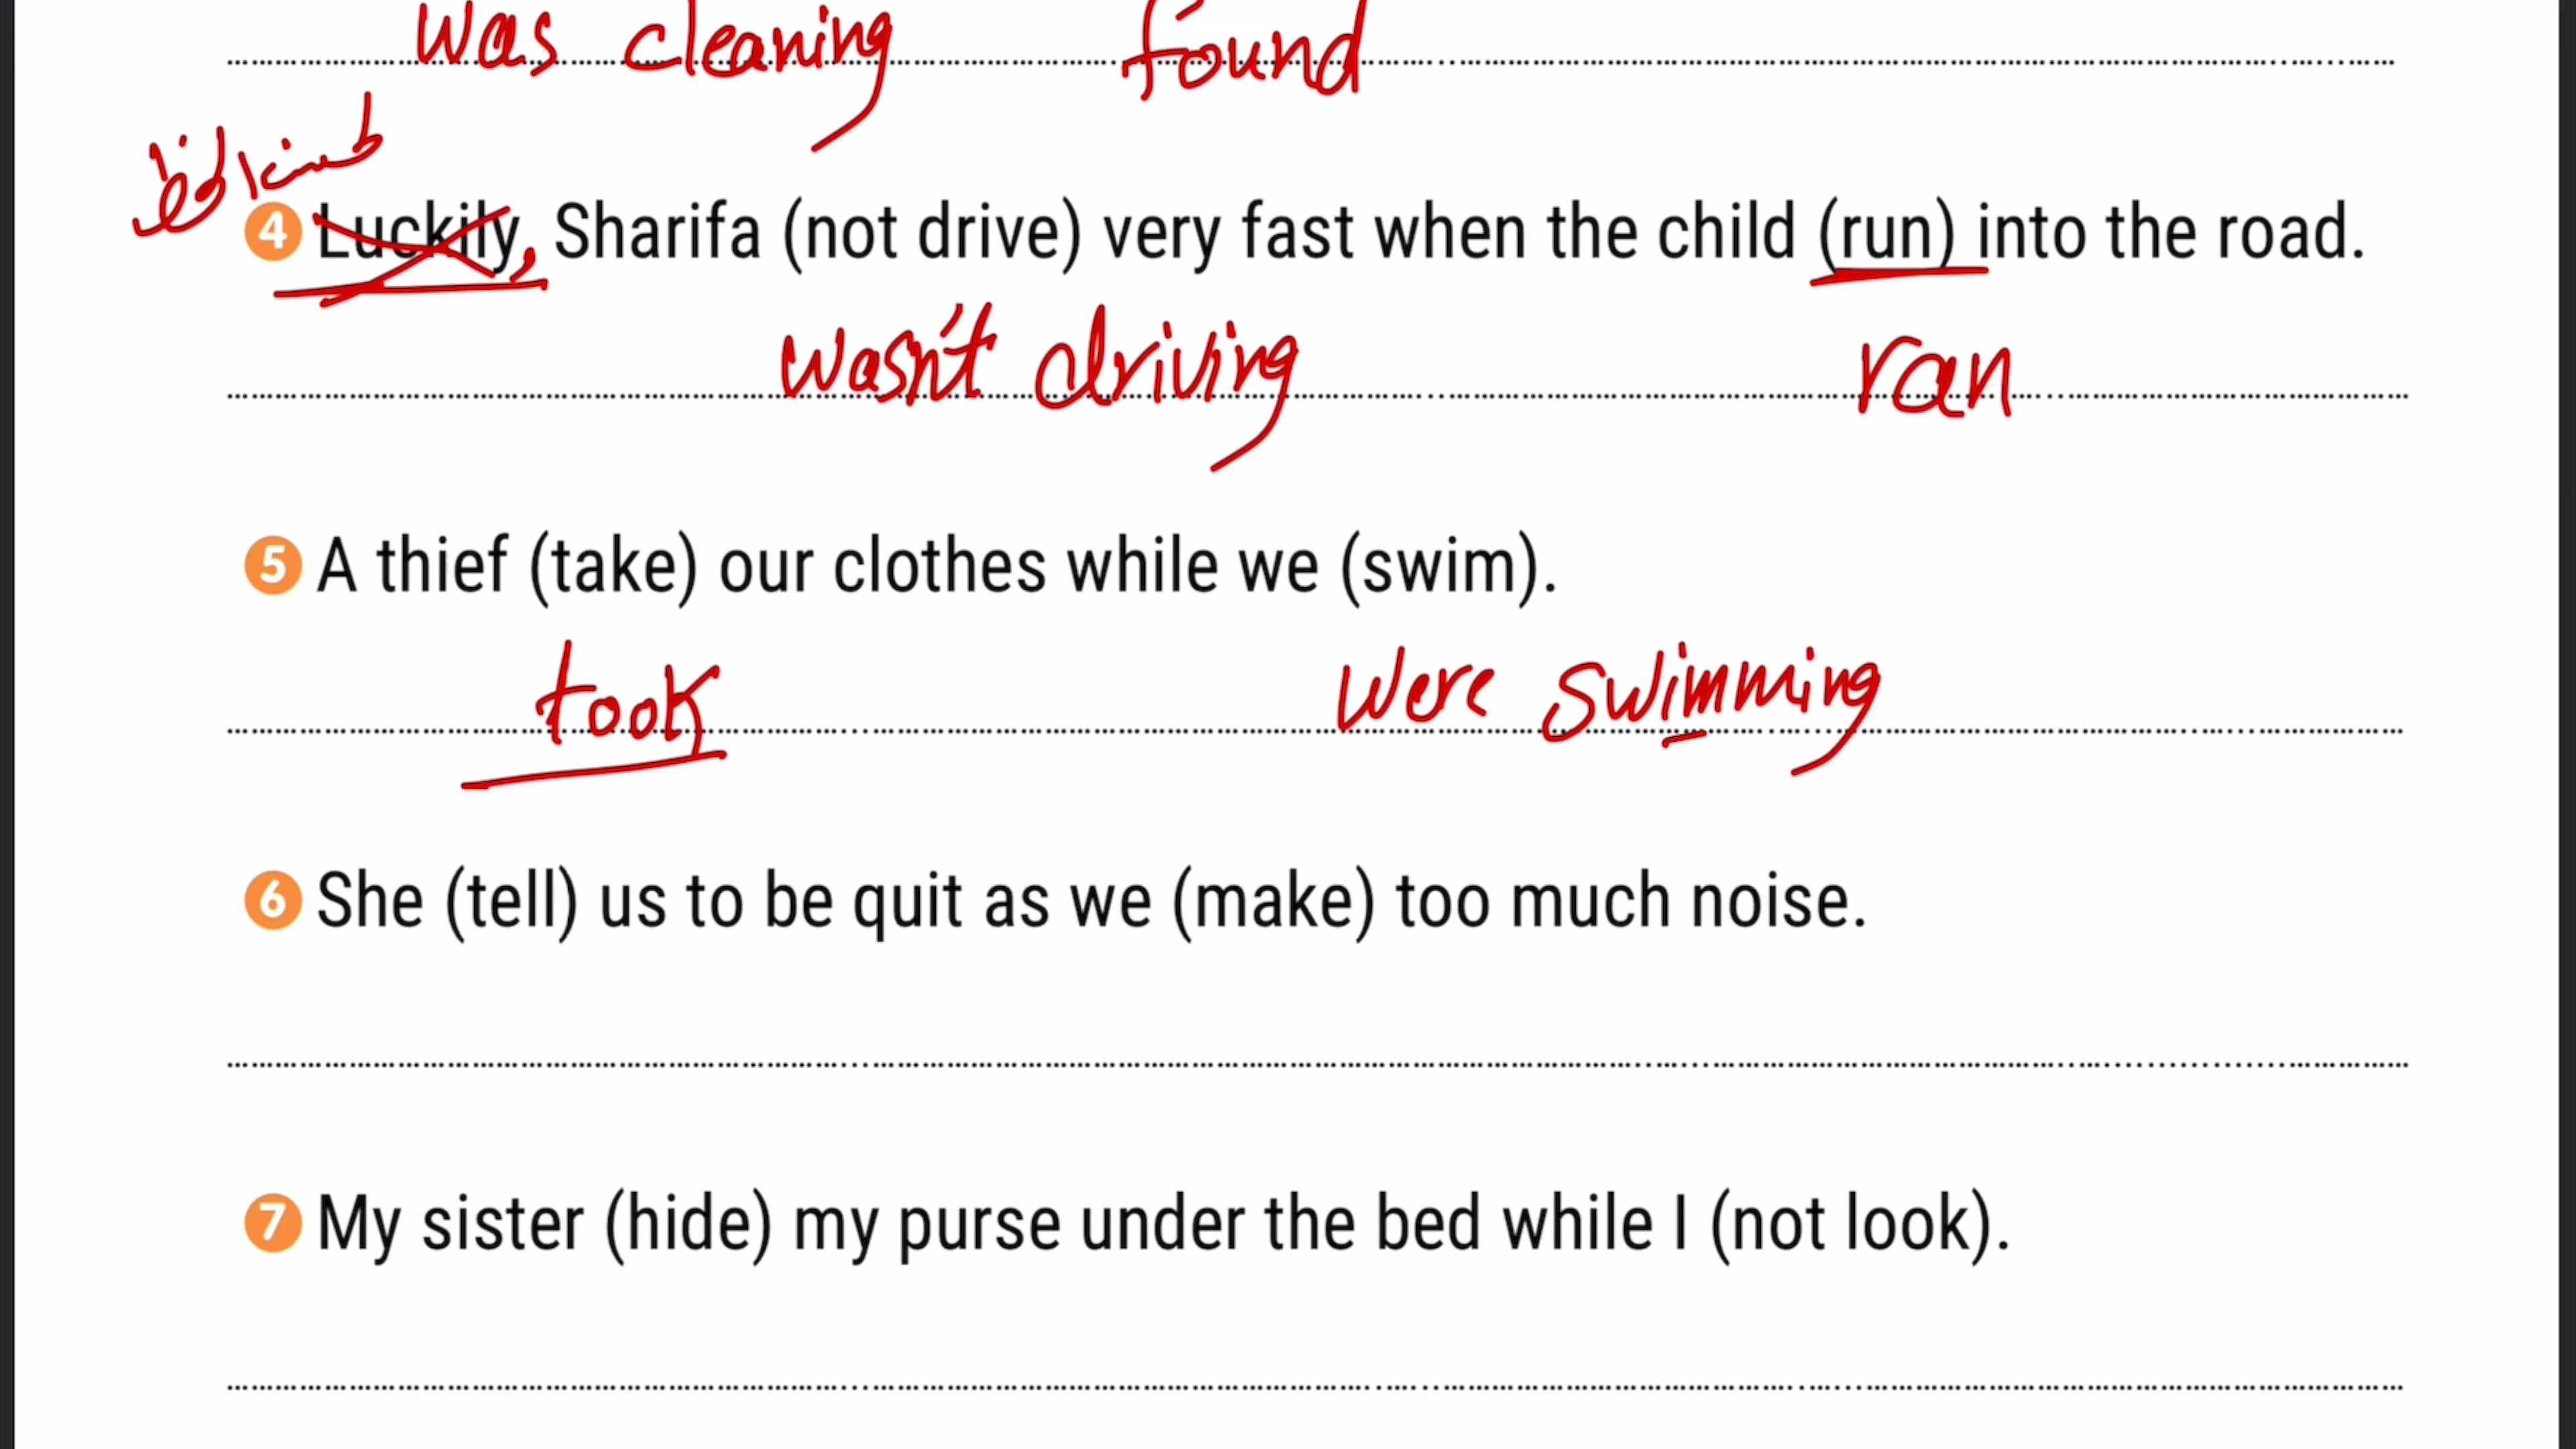 was cleaning found
4 Luckily, Sharifa (not drive) very fast when the child (run) into the road.
wasn't driving ran
5 A thief (take) our clothes while we (swim).
took were swimming
6 She (tell) us to be quit as we (make) too much noise.
7 My sister (hide) my purse under the bed while I (not look).